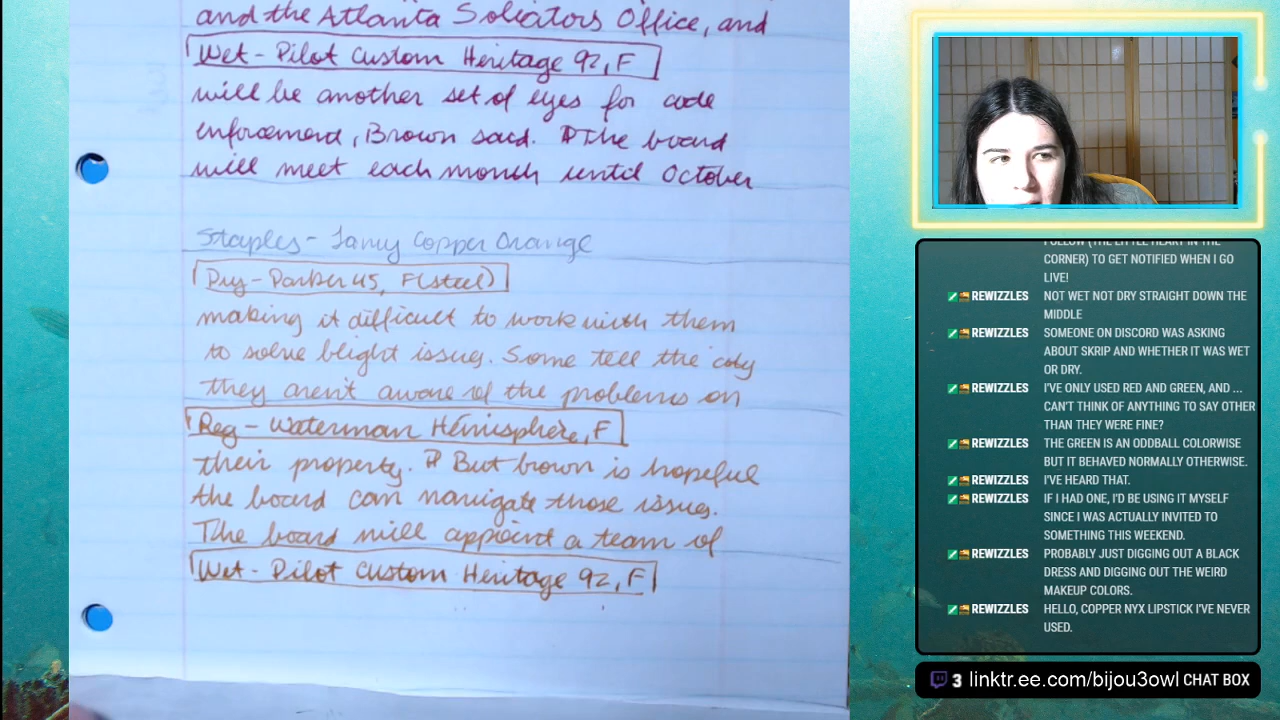 and the Atlanta Solicitors Office, and
Wet - Pilot Custom Heritage 92, F
will be another set of eyes for code
enforcement, Brown said. ¶ The board
will meet each month until October
Staples - Lamy Copper Orange
Dry - Parker 45, F (steel)
making it difficult to work with them
to solve blight issues. Some tell the city
they aren't aware of the problems on
Reg - Waterman Hémisphère, F
their property. ¶ But brown is hopeful
the board can navigate those issues.
The board will appoint a team of
Wet - Pilot Custom Heritage 92, F
FOLLOW (THE LITTLE HEART IN THE
CORNER) TO GET NOTIFIED WHEN I GO
LIVE!
REWIZZLES NOT WET NOT DRY STRAIGHT DOWN THE
MIDDLE
REWIZZLES SOMEONE ON DISCORD WAS ASKING
ABOUT SKRIP AND WHETHER IT WAS WET
OR DRY.
REWIZZLES I'VE ONLY USED RED AND GREEN, AND ...
CAN'T THINK OF ANYTHING TO SAY OTHER
THAN THEY WERE FINE?
REWIZZLES THE GREEN IS AN ODDBALL COLORWISE
BUT IT BEHAVED NORMALLY OTHERWISE.
REWIZZLES I'VE HEARD THAT.
REWIZZLES IF I HAD ONE, I'D BE USING IT MYSELF
SINCE I WAS ACTUALLY INVITED TO
SOMETHING THIS WEEKEND.
REWIZZLES PROBABLY JUST DIGGING OUT A BLACK
DRESS AND DIGGING OUT THE WEIRD
MAKEUP COLORS.
REWIZZLES HELLO, COPPER NYX LIPSTICK I'VE NEVER
USED.
3 linktr.ee.com/bijou3owl CHAT BOX